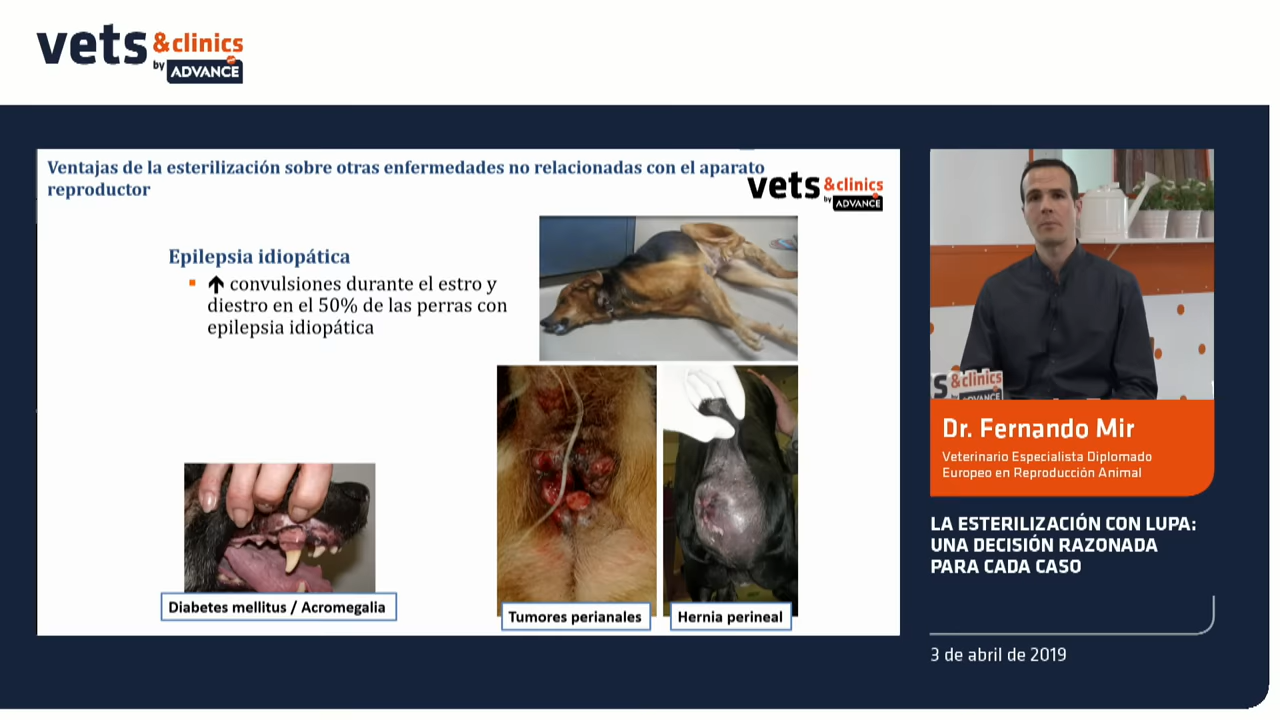 vets &clinics
by ADVANCE
Ventajas de la esterilización sobre otras enfermedades no relacionadas con el aparato
reproductor
vets &clinics
by ADVANCE
Epilepsia idiopática
↑ convulsiones durante el estro y
diestro en el 50% de las perras con
epilepsia idiopática
Diabetes mellitus / Acromegalia
Tumores perianales
Hernia perineal
S &clinics
by ADVANCE
Dr. Fernando Mir
Veterinario Especialista Diplomado
Europeo en Reproducción Animal
LA ESTERILIZACIÓN CON LUPA:
UNA DECISIÓN RAZONADA
PARA CADA CASO
3 de abril de 2019